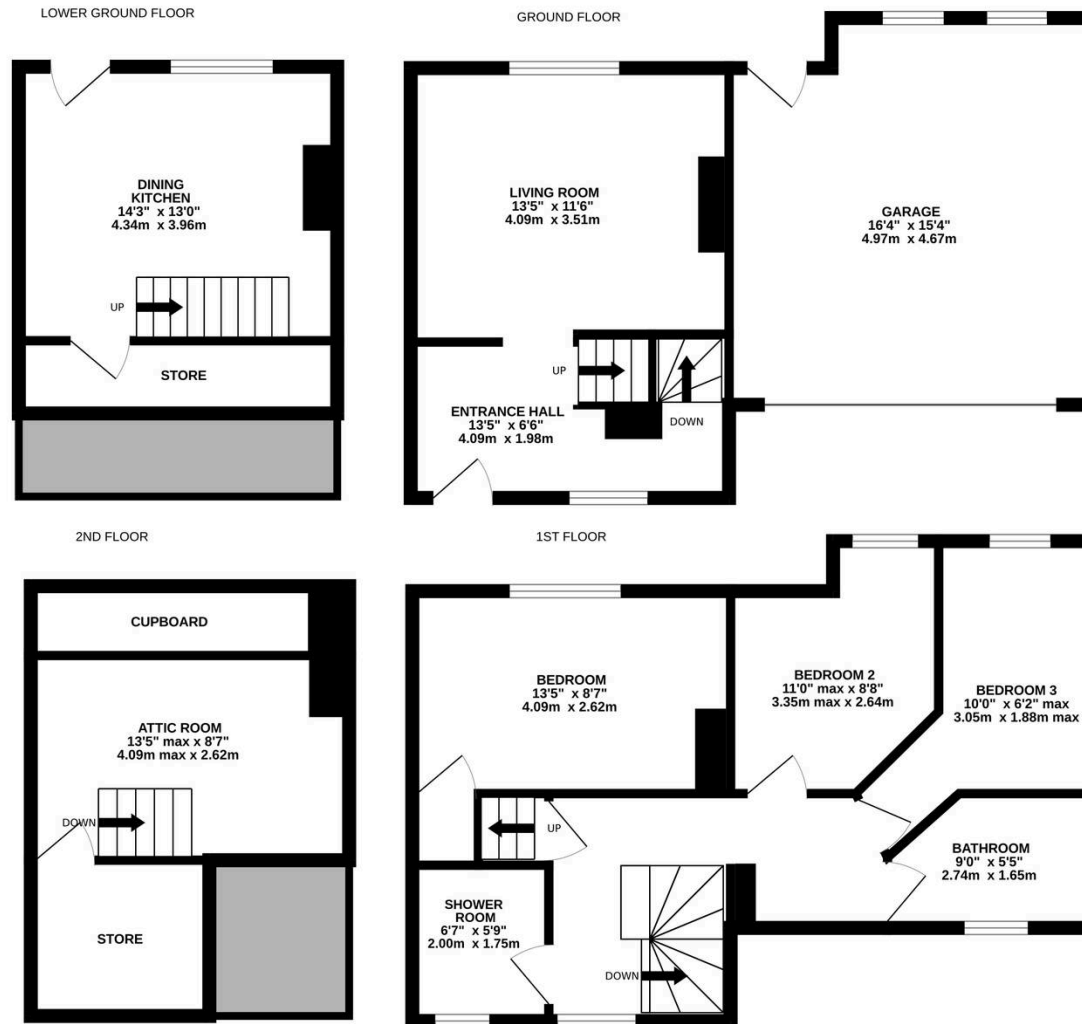 LOWER GROUND FLOOR
DINING
KITCHEN
14'3" x 13'0"
4.34m x 3.96m
UP
STORE
GROUND FLOOR
LIVING ROOM
13'5" x 11'6"
4.09m x 3.51m
GARAGE
16'4" x 15'4"
4.97m x 4.67m
UP
ENTRANCE HALL
13'5" x 6'6"
4.09m x 1.98m
DOWN
2ND FLOOR
CUPBOARD
ATTIC ROOM
13'5" max x 8'7"
4.09m max x 2.62m
DOWN
STORE
1ST FLOOR
BEDROOM
13'5" x 8'7"
4.09m x 2.62m
BEDROOM 2
11'0" max x 8'8"
3.35m max x 2.64m
BEDROOM 3
10'0" x 6'2" max
3.05m x 1.88m max
UP
BATHROOM
9'0" x 5'5"
2.74m x 1.65m
SHOWER
ROOM
6'7" x 5'9"
2.00m x 1.75m
DOWN